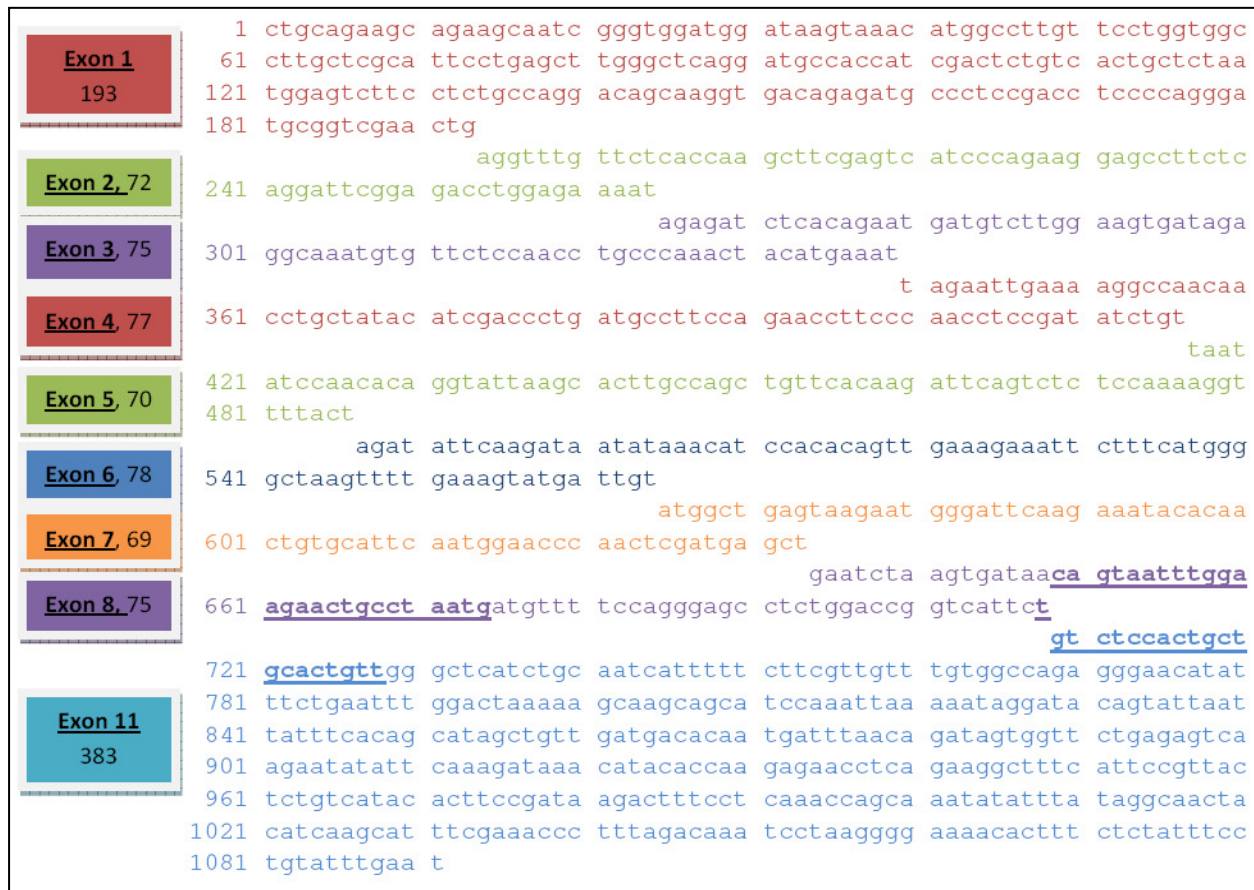 Exon 1
193
1 ctgcagaagc agaagcaatc gggtggatgg ataagtaaac atggccttgt tcctggtggc
61 cttgctcgca ttcctgagct tgggctcagg atgccaccat cgactctgtc actgctctaa
121 tggagtcttc ctctgccagg acagcaaggt gacagagatg ccctccgacc tccccaggga
181 tgcggtcgaa ctg
aggtttg ttctcaccaa gcttcgagtc atcccagaag gagccttctc
Exon 2, 72
241 aggattcgga gacctggaga aaat
agagat ctcacagaat gatgtcttgg aagtgataga
Exon 3, 75
301 ggcaaatgtg ttctccaacc tgcccaaact acatgaaat
t agaattgaaa aggccaacaa
Exon 4, 77
361 cctgctatac atcgaccctg atgccttcca gaaccttccc aacctccgat atctgt
taat
Exon 5, 70
421 atccaacaca ggtattaagc acttgccagc tgttcacaag attcagtctc tccaaaaggt
481 tttact
agat attcaagata atataaacat ccacacagtt gaaagaaatt ctttcatggg
Exon 6, 78
541 gctaagtttt gaaagtatga ttgt
atggct gagtaagaat gggattcaag aaatacacaa
Exon 7, 69
601 ctgtgcattc aatggaaccc aactcgatga gct
gaatcta agtgataaca gtaatttgga
Exon 8, 75
661 agaactgcct aatgatgttt tccagggagc ctctggaccg gtcattct
gt ctccactgct
721 gcactgttgg gctcatctgc aatcattttt cttcgttgtt tgtggccaga gggaacatat
781 ttctgaattt ggactaaaaa gcaagcagca tccaaattaa aaataggata cagtattaat
Exon 11
383
841 tatttcacag catagctgtt gatgacacaa tgatttaaca gatagtggtt ctgagagtca
901 agaatatatt caaagataaa catacaccaa gagaacctca gaaggctttc attccgttac
961 tctgtcatac acttccgata agactttcct caaaccagca aatatattta taggcaacta
1021 catcaagcat ttcgaaaccc tttagacaaa tcctaagggg aaaacacttt ctctatttcc
1081 tgtatttgaat t